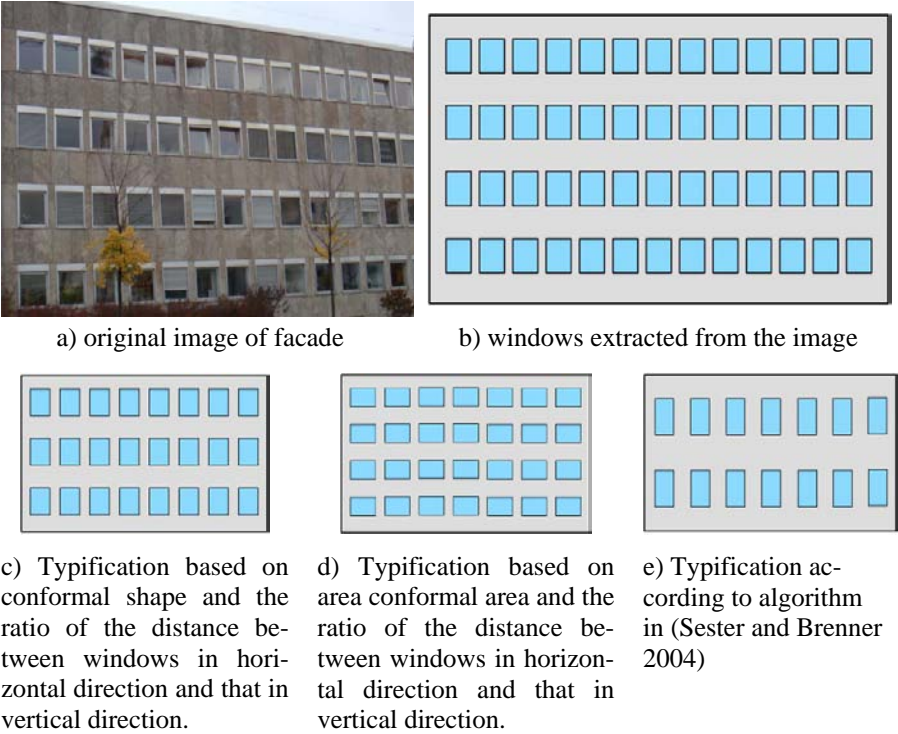 a) original image of facade
b) windows extracted from the image
c) Typification based on
conformal shape and the
ratio of the distance be-
tween windows in hori-
zontal direction and that in
vertical direction.
d) Typification based on
area conformal area and the
ratio of the distance be-
tween windows in horizon-
tal direction and that in
vertical direction.
e) Typification ac-
cording to algorithm
in (Sester and Brenner
2004)